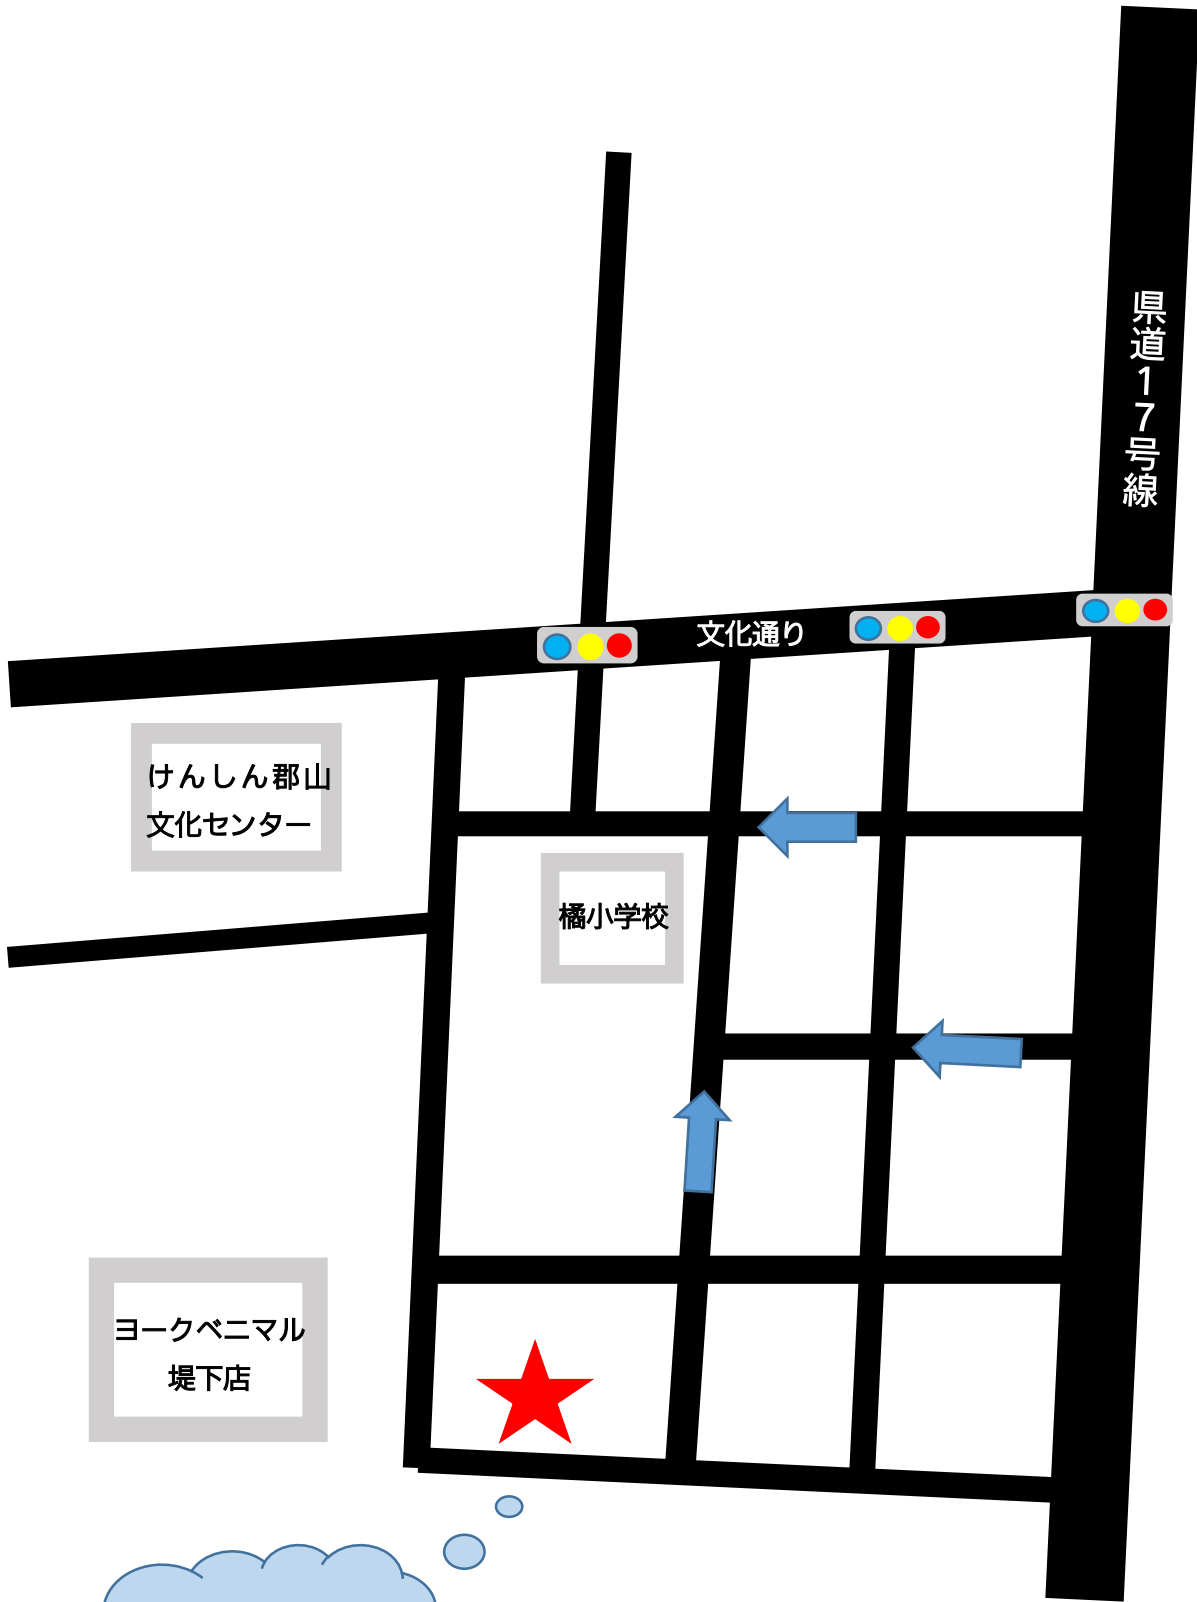 県道17号線
文化通り
けんしん郡山
文化センター
橘小学校
ヨークベニマル
堤下店